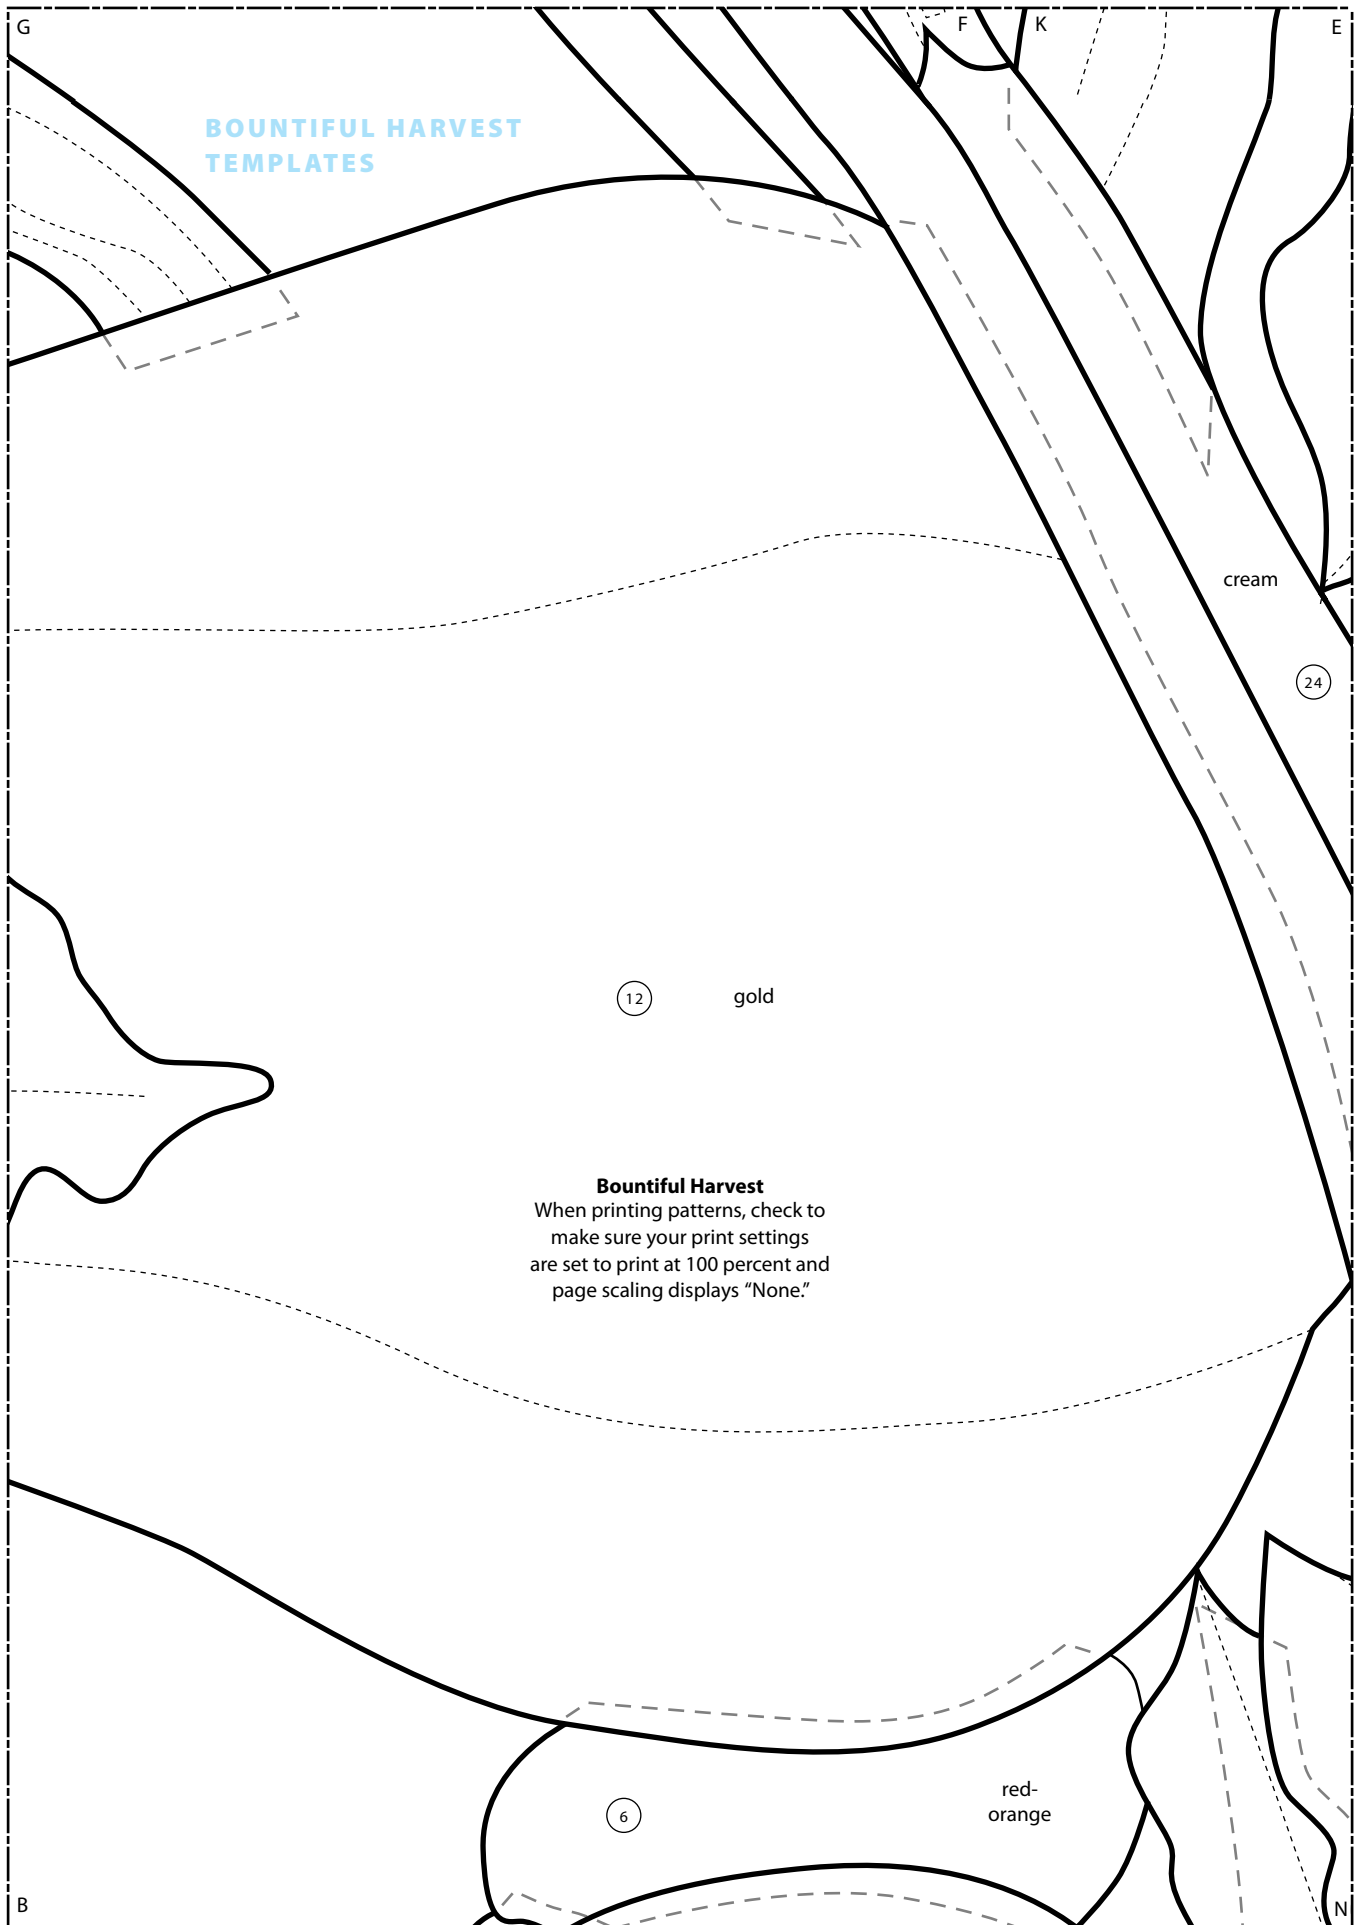 G
F
K
E
BOUNTIFUL HARVEST
TEMPLATES
cream
24
12
gold
Bountiful Harvest
When printing patterns, check to
make sure your print settings
are set to print at 100 percent and
page scaling displays “None.”
red-
orange
6
B
N